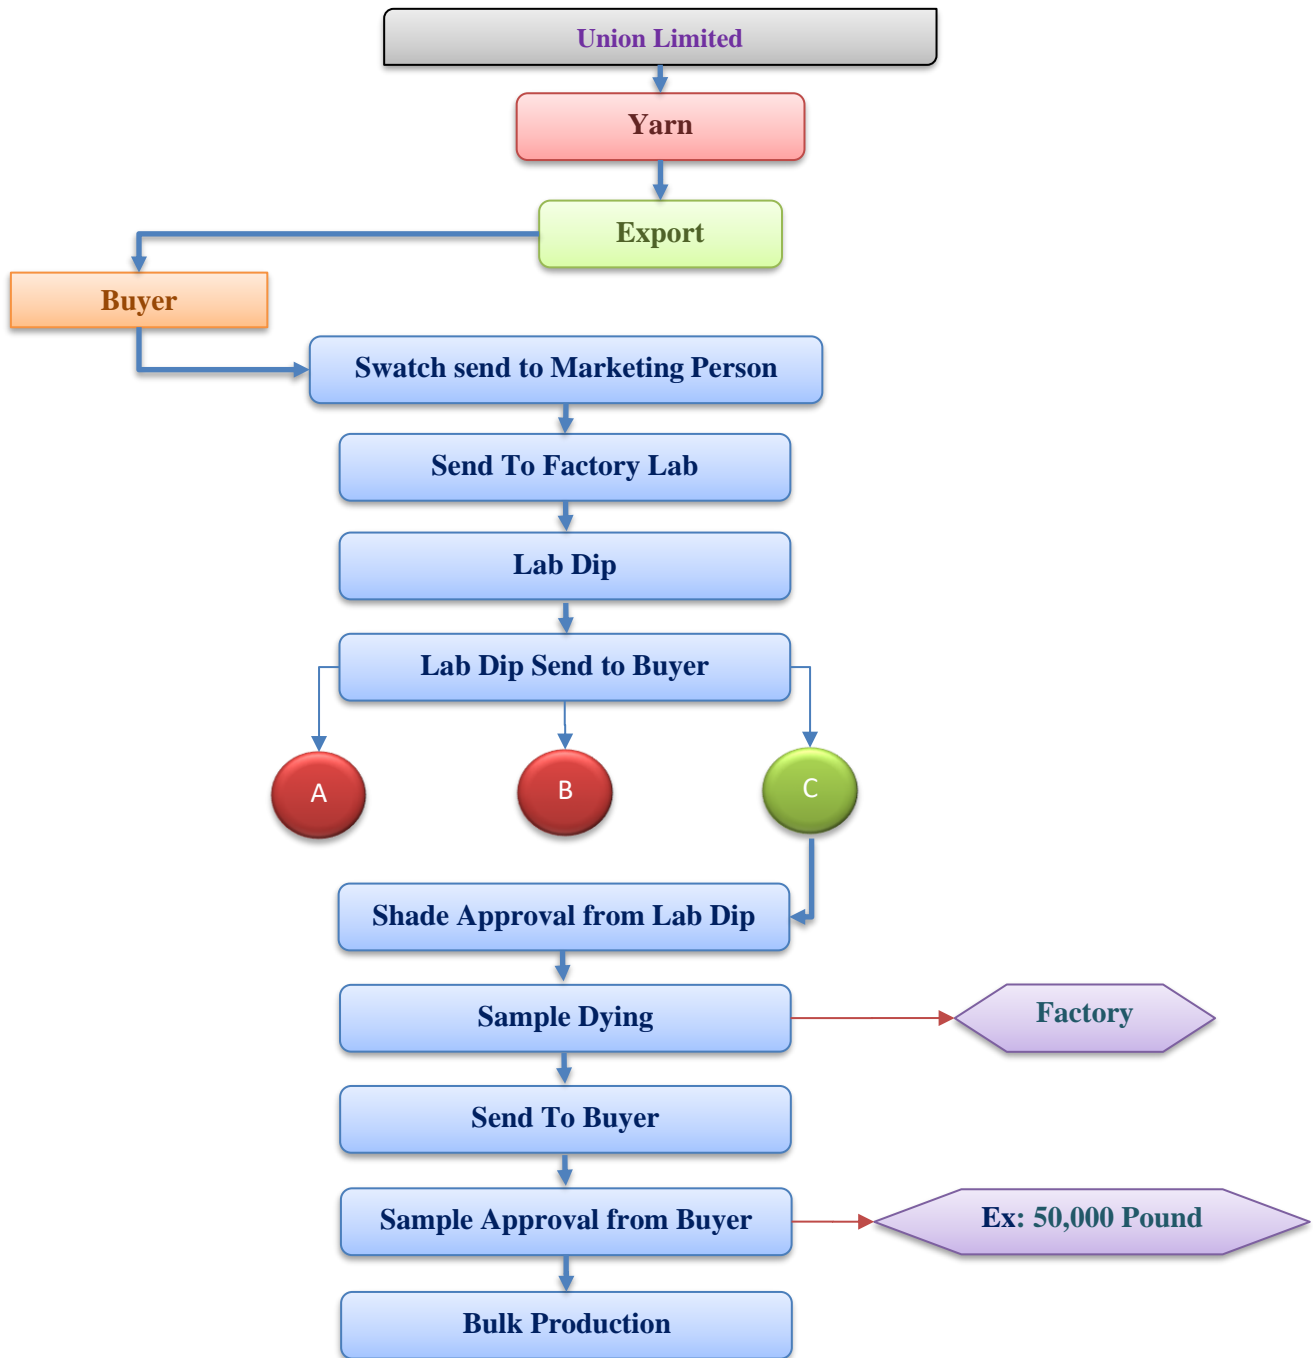 Union Limited
Yarn
Export
Buyer
Swatch send to Marketing Person
Send To Factory Lab
Lab Dip
Lab Dip Send to Buyer
A
B
C
Shade Approval from Lab Dip
Sample Dying
Factory
Send To Buyer
Sample Approval from Buyer
Ex: 50,000 Pound
Bulk Production